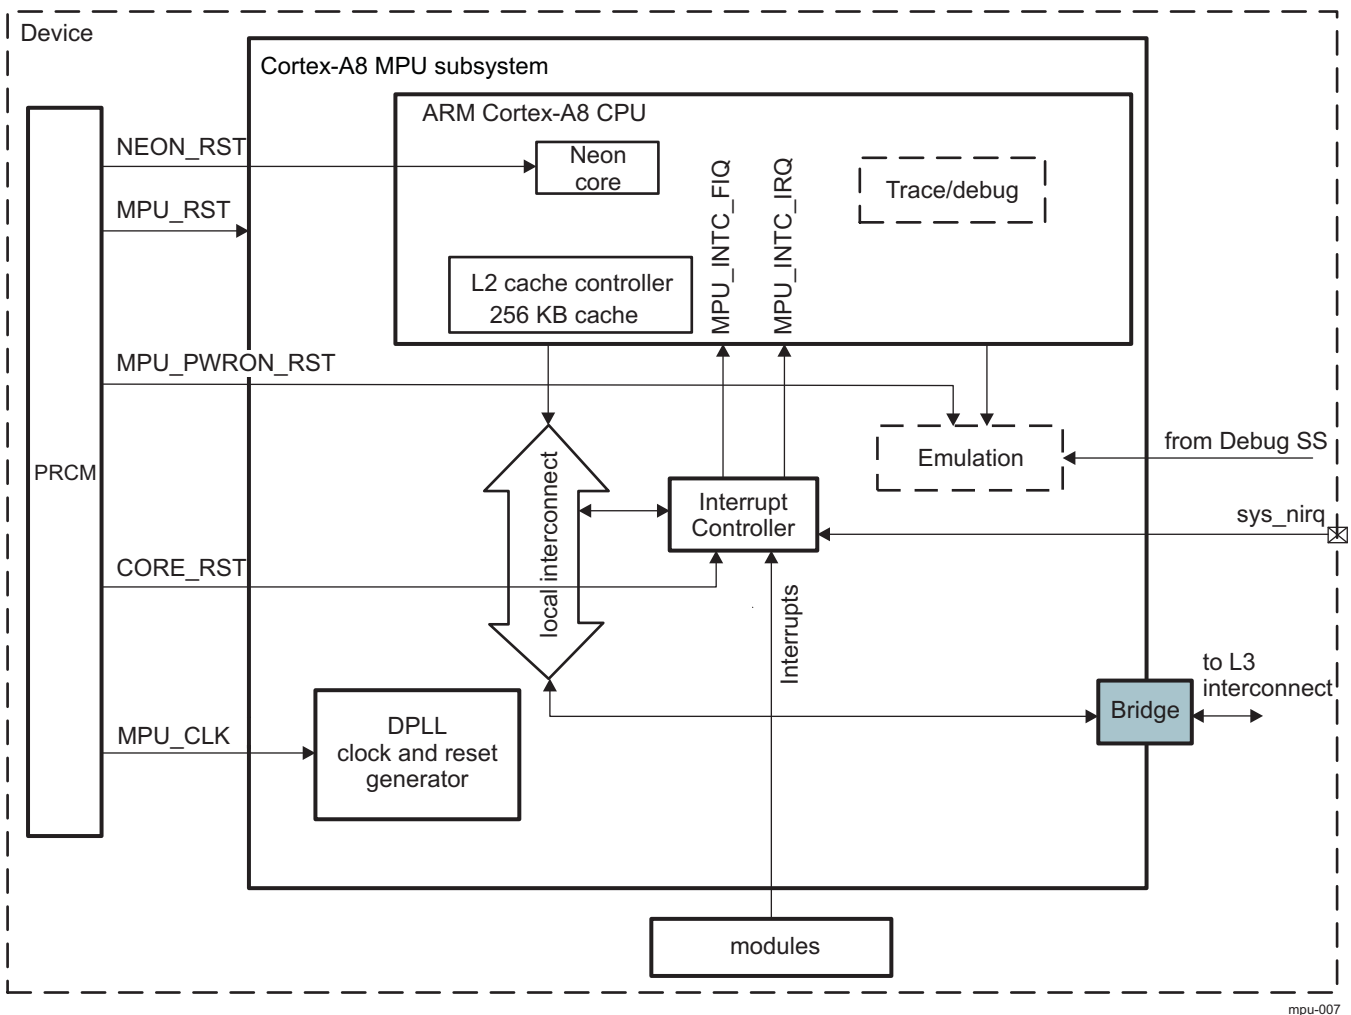 Device
Cortex-A8 MPU subsystem
ARM Cortex-A8 CPU
NEON_RST
Neon
core
MPU_INTC_FIQ
MPU_INTC_IRQ
Trace/debug
MPU_RST
L2 cache controller
256 KB cache
MPU_PWRON_RST
from Debug SS
Emulation
PRCM
local interconnect
Interrupt
Controller
sys_nirq
CORE_RST
Interrupts
to L3
interconnect
Bridge
MPU_CLK
DPLL
clock and reset
generator
modules
mpu-007